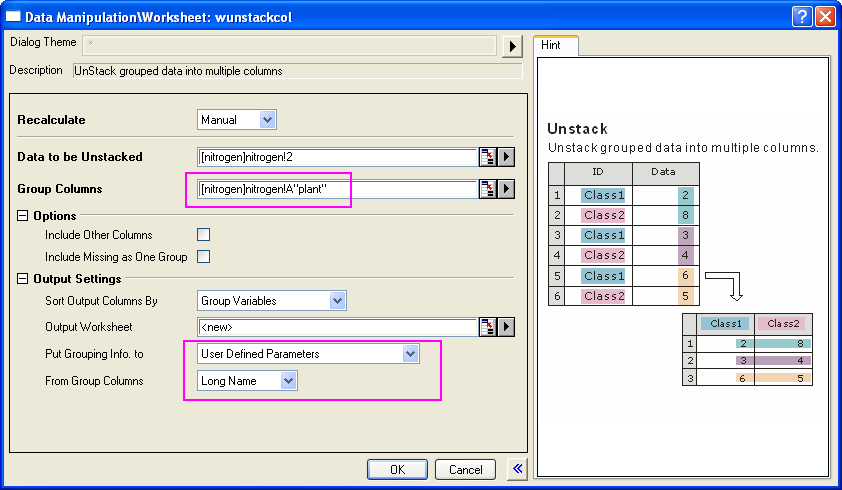 Data Manipulation\Worksheet: wunstackcol
Dialog Theme *
Description UnStack grouped data into multiple columns
Recalculate Manual
Data to be Unstacked [nitrogen]nitrogen!2
Group Columns [nitrogen]nitrogen!A"plant"
Options
Include Other Columns
Include Missing as One Group
Output Settings
Sort Output Columns By Group Variables
Output Worksheet <new>
Put Grouping Info. to User Defined Parameters
From Group Columns Long Name
OK Cancel
Hint
Unstack
Unstack grouped data into multiple columns.
ID Data
1 Class1 2
2 Class2 8
3 Class1 3
4 Class2 4
5 Class1 6
6 Class2 5
Class1 Class2
1 2 8
2 3 4
3 6 5